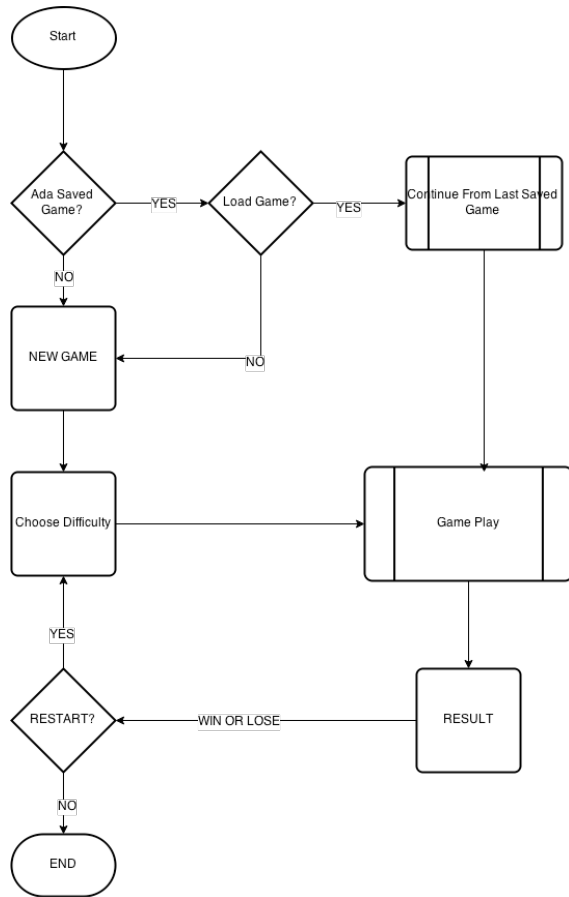 Start
Ada Saved
Game?
YES
Load Game?
YES
Continue From Last Saved
Game
NO
NEW GAME
NO
Choose Difficulty
Game Play
YES
RESTART?
WIN OR LOSE
RESULT
NO
END